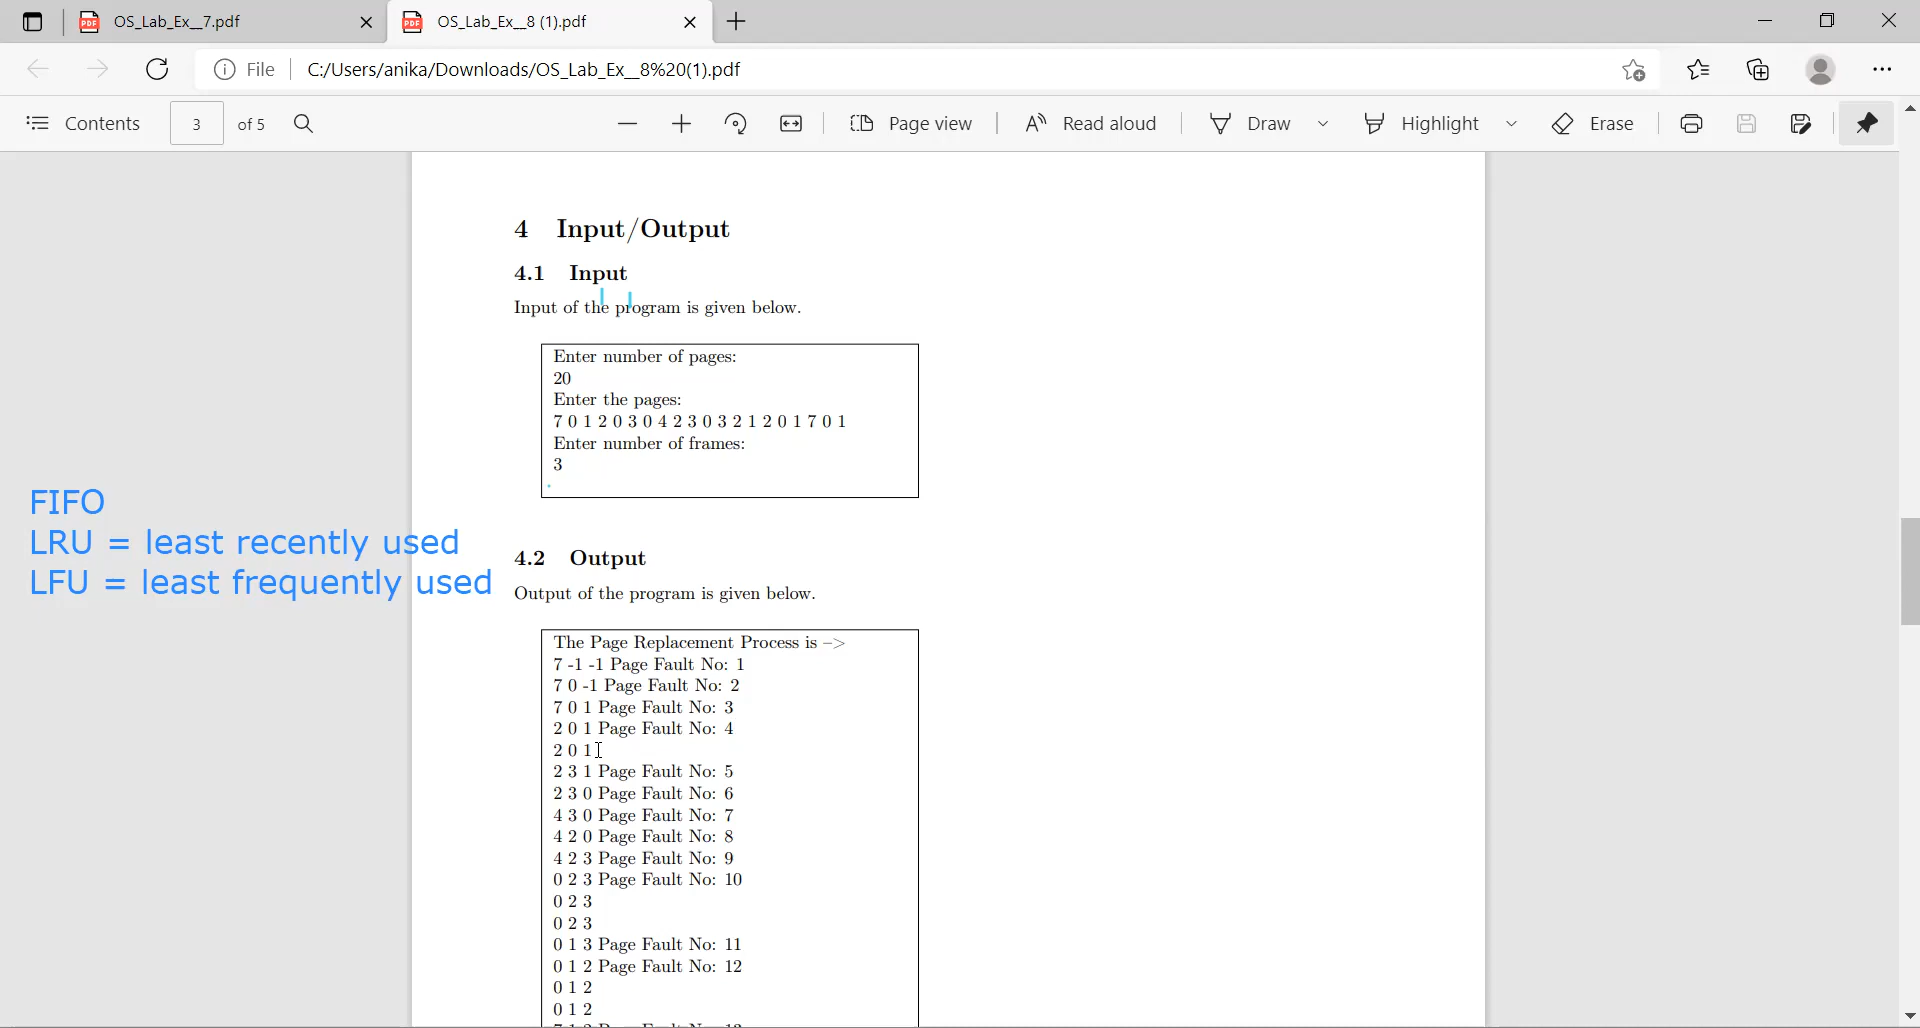 OS_Lab_Ex__7.pdf
OS_Lab_Ex__8 (1).pdf
File
C:/Users/anika/Downloads/OS_Lab_Ex__8%20(1).pdf
Contents
3
of 5
Page view
Read aloud
Draw
Highlight
Erase
4 Input/Output
4.1 Input
Input of the program is given below.
Enter number of pages:
20
Enter the pages:
7 0 1 2 0 3 0 4 2 3 0 3 2 1 2 0 1 7 0 1
Enter number of frames:
3
FIFO
LRU = least recently used
LFU = least frequently used
4.2 Output
Output of the program is given below.
The Page Replacement Process is –>
7 -1 -1 Page Fault No: 1
7 0 -1 Page Fault No: 2
7 0 1 Page Fault No: 3
2 0 1 Page Fault No: 4
2 0 1
2 3 1 Page Fault No: 5
2 3 0 Page Fault No: 6
4 3 0 Page Fault No: 7
4 2 0 Page Fault No: 8
4 2 3 Page Fault No: 9
0 2 3 Page Fault No: 10
0 2 3
0 2 3
0 1 3 Page Fault No: 11
0 1 2 Page Fault No: 12
0 1 2
0 1 2